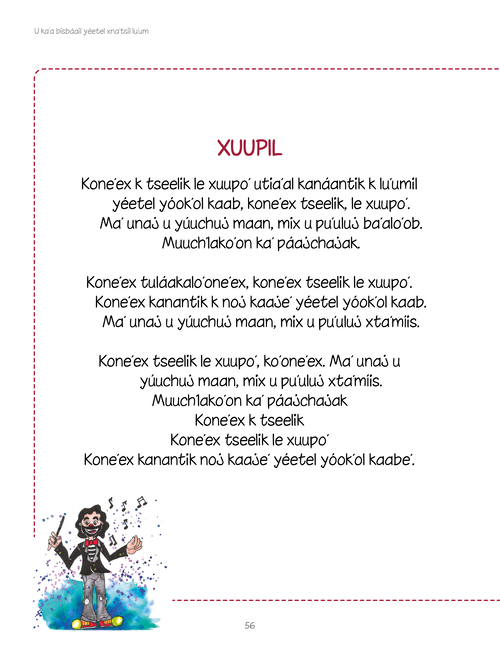 U ka'a bisbáail yéetel xna'tsil lu'um
XUUPIL
Kone'ex k tseelik le xuupo' utia'al kanáantik k lu'umil
yéetel yóok'ol kaab, kone'ex tseelik, le xuupo'.
Ma' unaj u yúuchuj maan, mix u pu'uluj ba'alo'ob.
Muuch'lako'on ka' páajchajak.
Kone'ex tuláakalo'one'ex, kone'ex tseelik le xuupo'.
Kone'ex kanantik k noj kaaje' yéetel yóok'ol kaab.
Ma' unaj u yúuchuj maan, mix u pu'uluj xta'míis.
Kone'ex tseelik le xuupo', ko'one'ex. Ma' unaj u
yúuchuj maan, mix u pu'uluj xta'míis.
Muuch'lako'on ka' páajchajak
Kone'ex k tseelik
Kone'ex tseelik le xuupo'
Kone'ex kanantik noj kaaje' yéetel yóok'ol kaabe'.
56